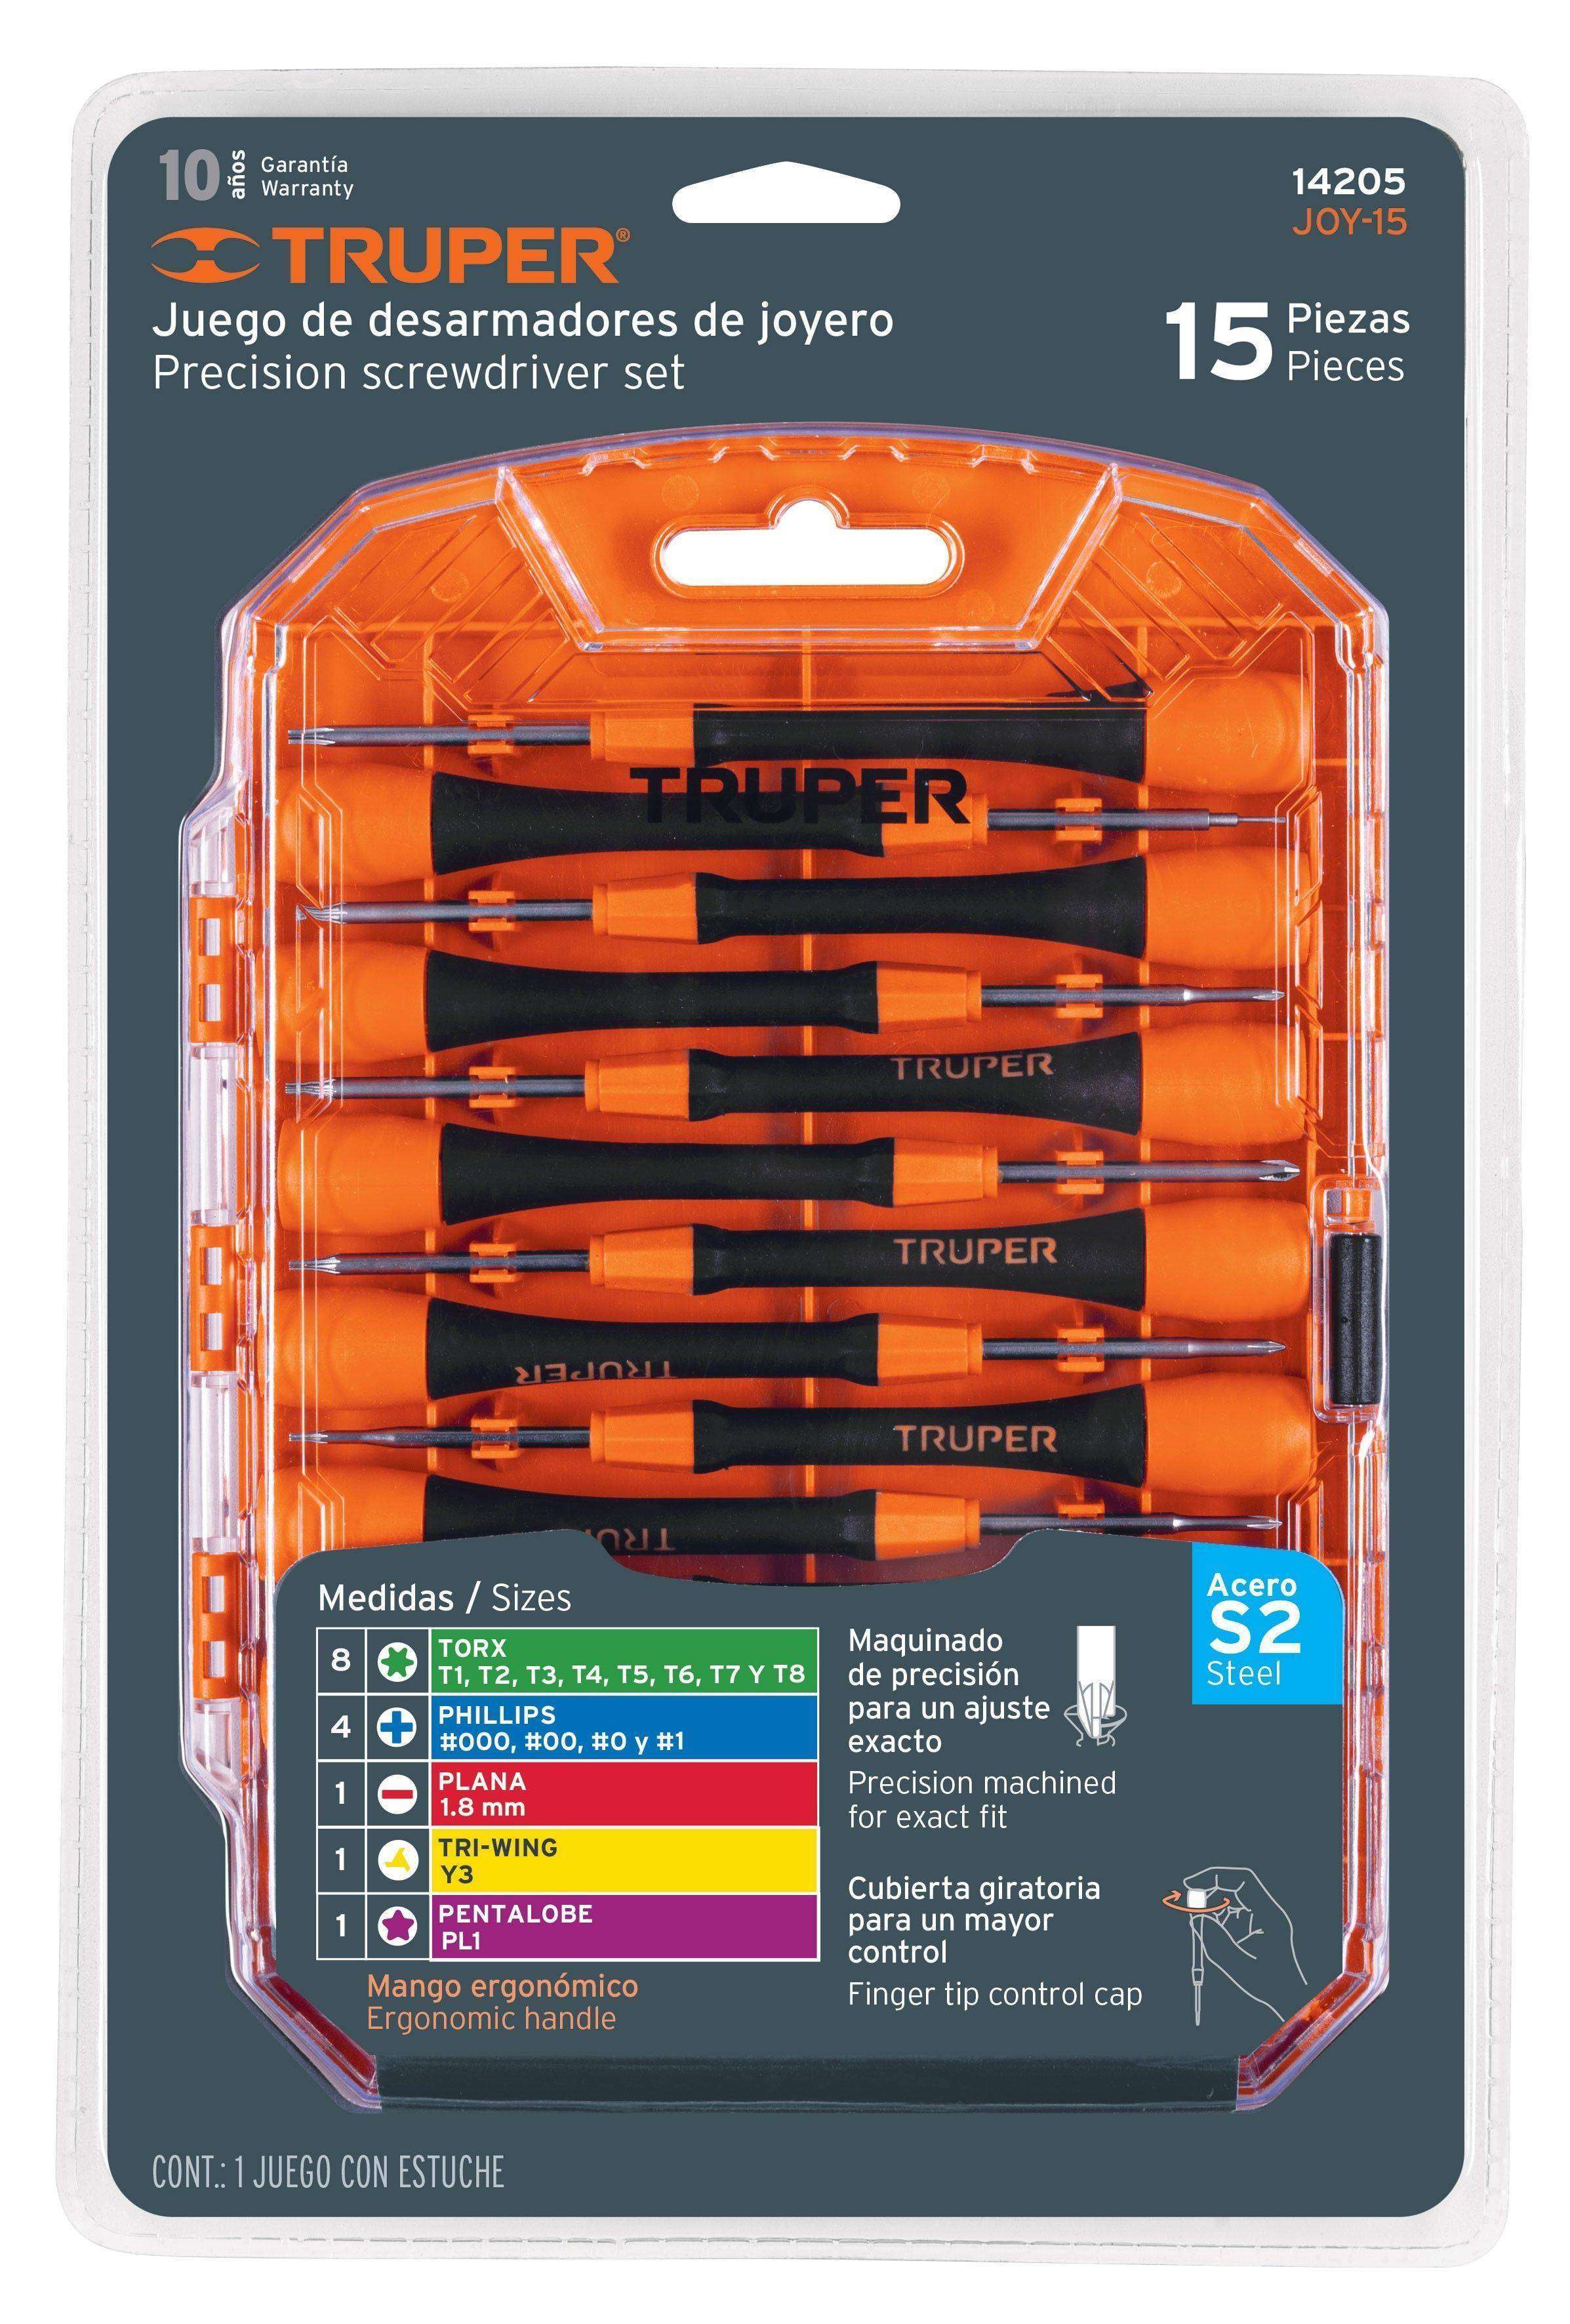 10 años Garantía
Warranty
14205
JOY-15
TRUPER®
Juego de desarmadores de joyero
Precision screwdriver set
15 Piezas
Pieces
TRUPER
TRUPER
TRUPER
TRUPER
TRUPER
TRU
Medidas / Sizes
8 TORX
T1, T2, T3, T4, T5, T6, T7 Y T8
4 PHILLIPS
#000, #00, #0 y #1
1 PLANA
1.8 mm
1 TRI-WING
Y3
1 PENTALOBE
PL1
Mango ergonómico
Ergonomic handle
Maquinado
de precisión
para un ajuste
exacto
Precision machined
for exact fit
Cubierta giratoria
para un mayor
control
Finger tip control cap
Acero
S2
Steel
CONT.: 1 JUEGO CON ESTUCHE